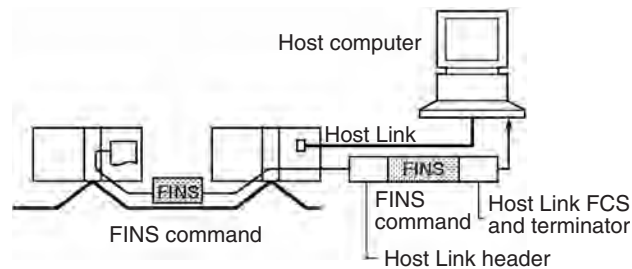 Host computer
Host Link
FINS
FINS
FINS command
FINS
command
Host Link FCS
and terminator
Host Link header